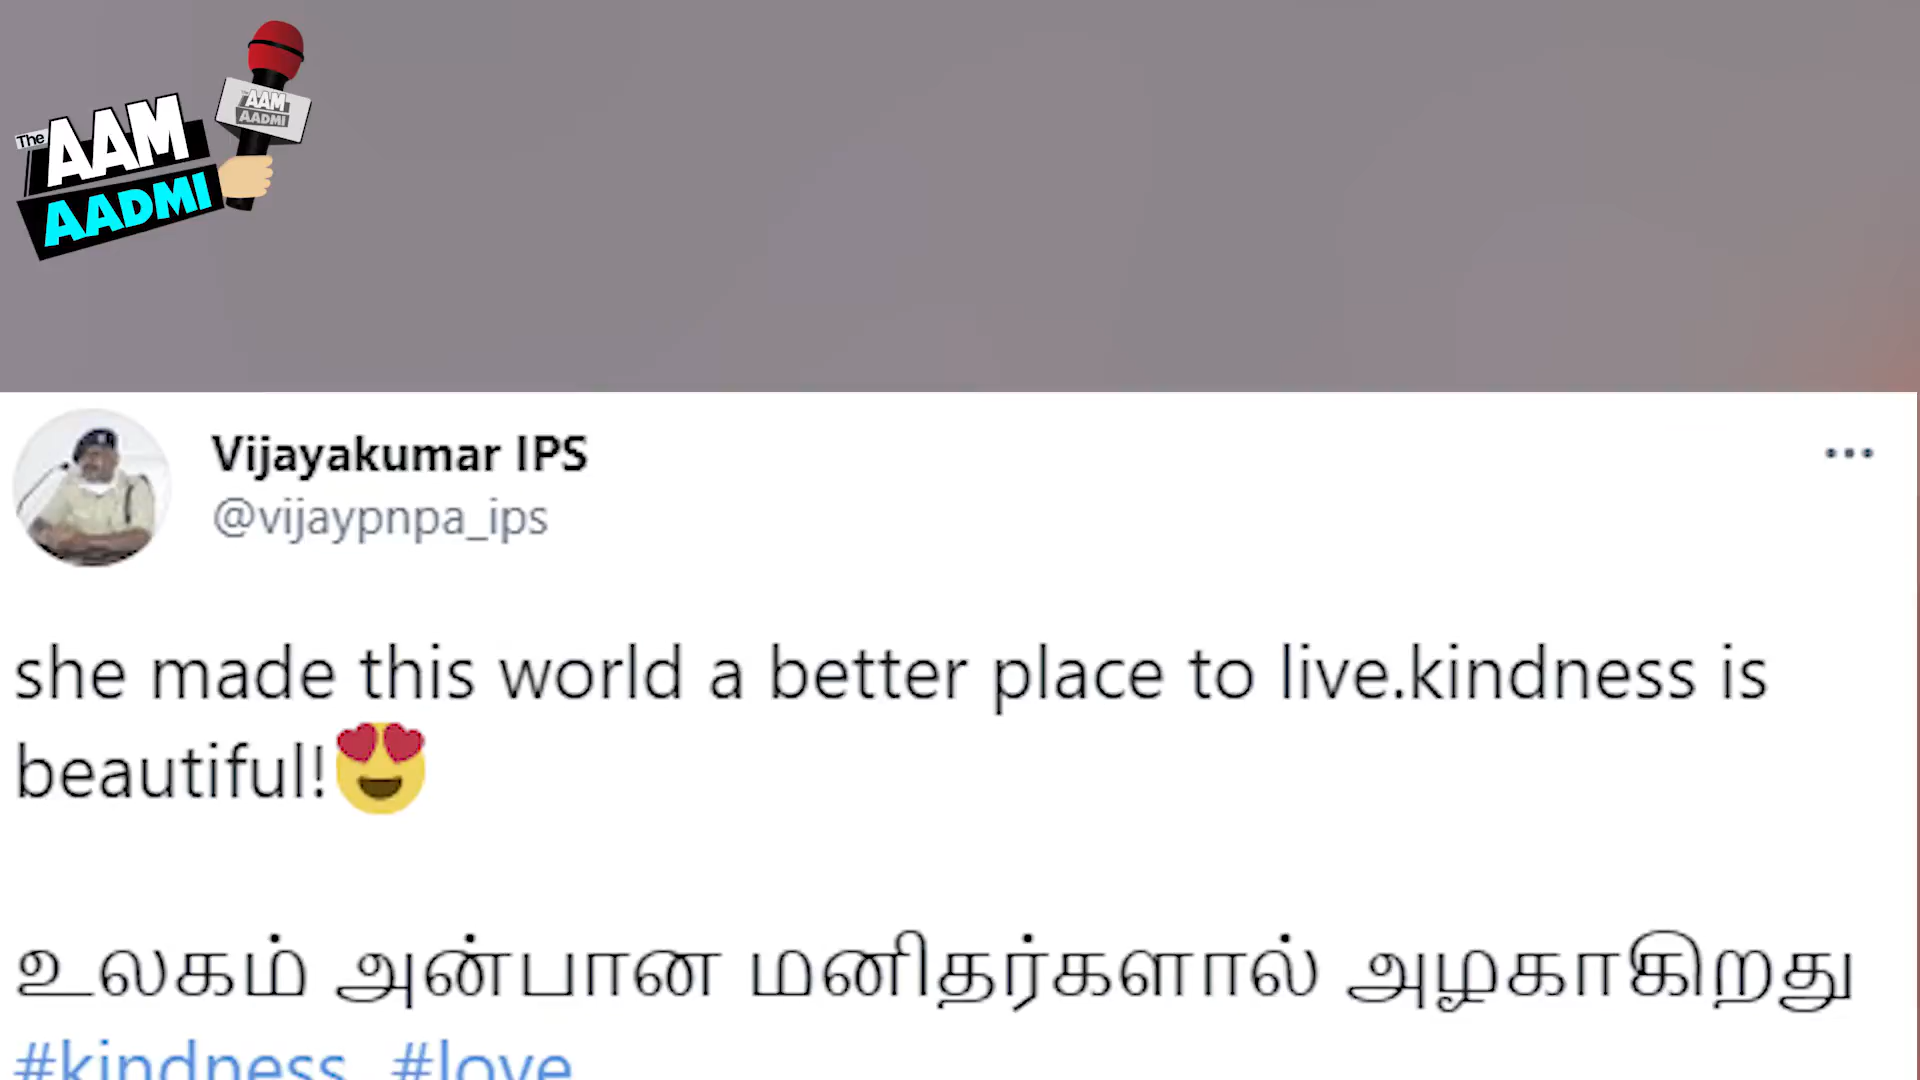 The
AAM
AADMI
The
AAM
AADMI
Vijayakumar IPS
@vijaypnpa_ips
she made this world a better place to live.kindness is
beautiful!😍
உலகம் அன்பான மனிதர்களால் அழகாகிறது
#kindness #love